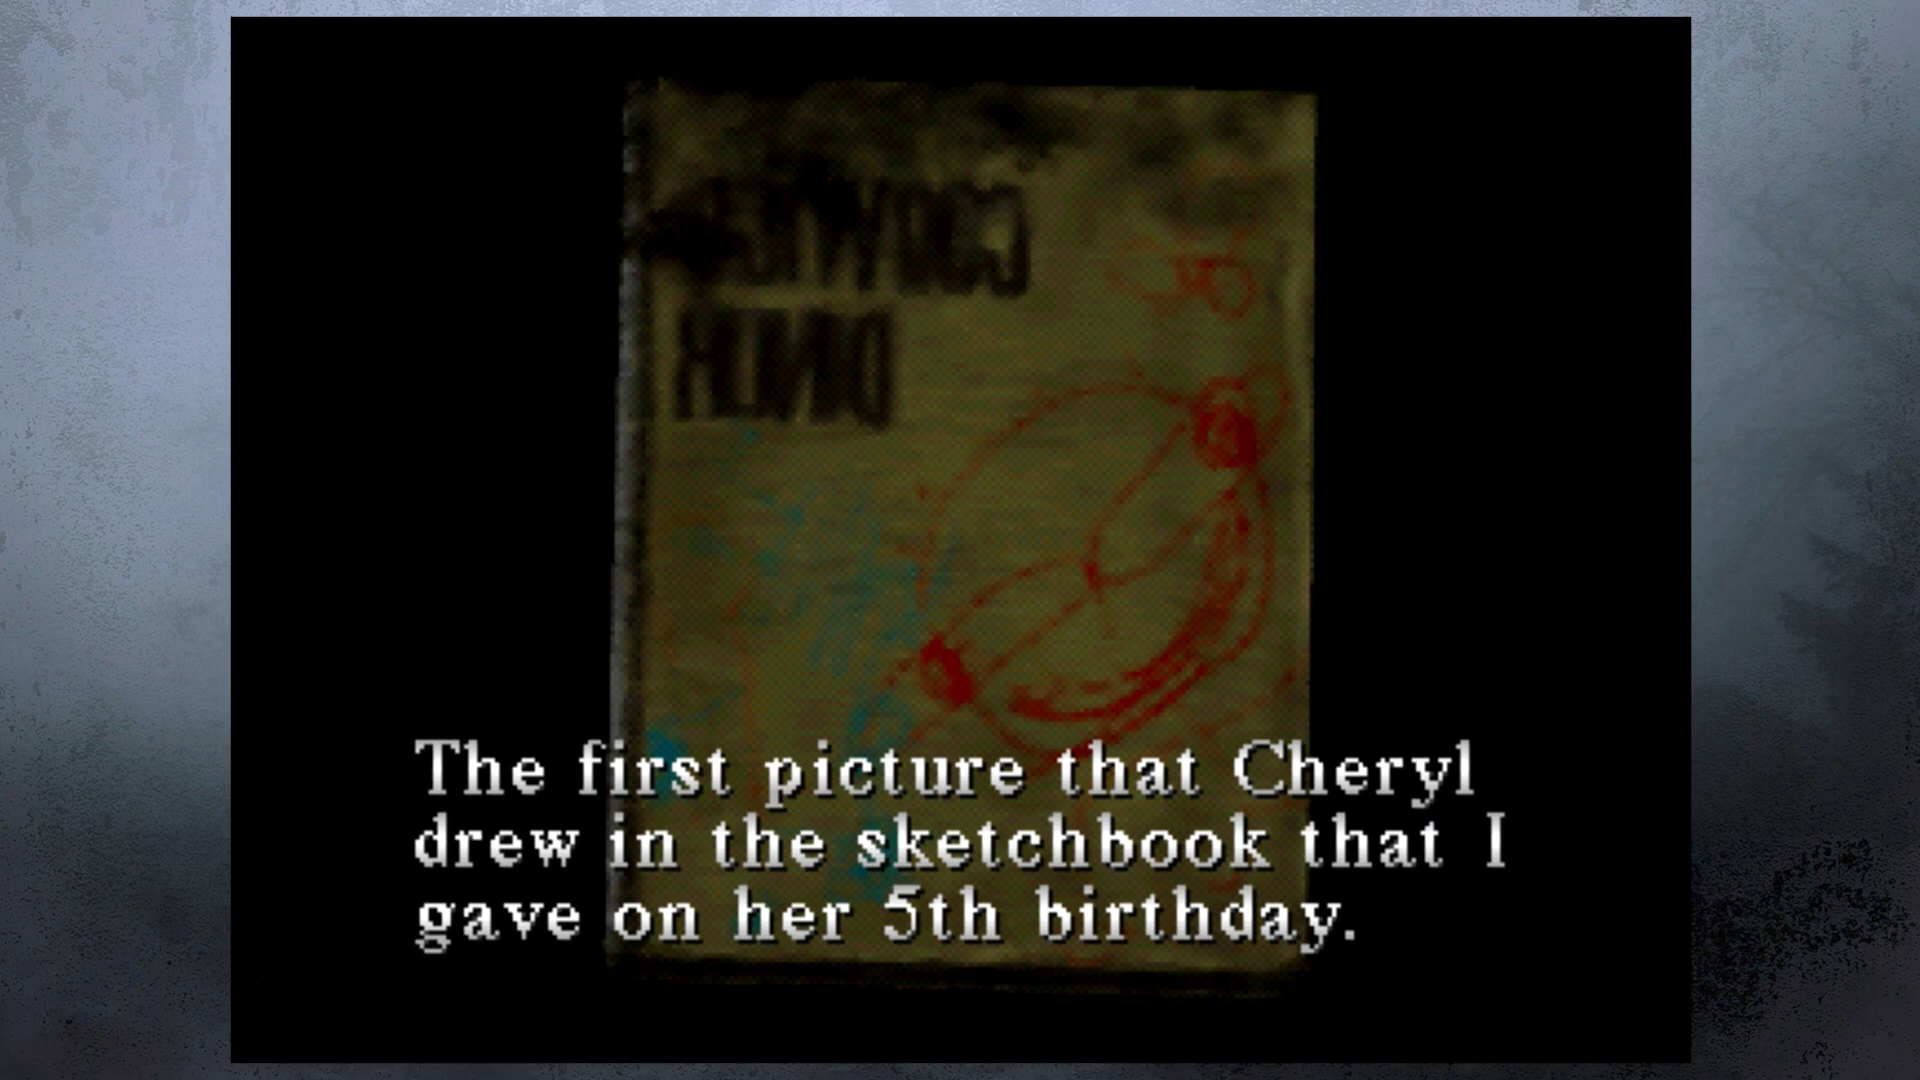 The first picture that Cheryl
drew in the sketchbook that I
gave on her 5th birthday.